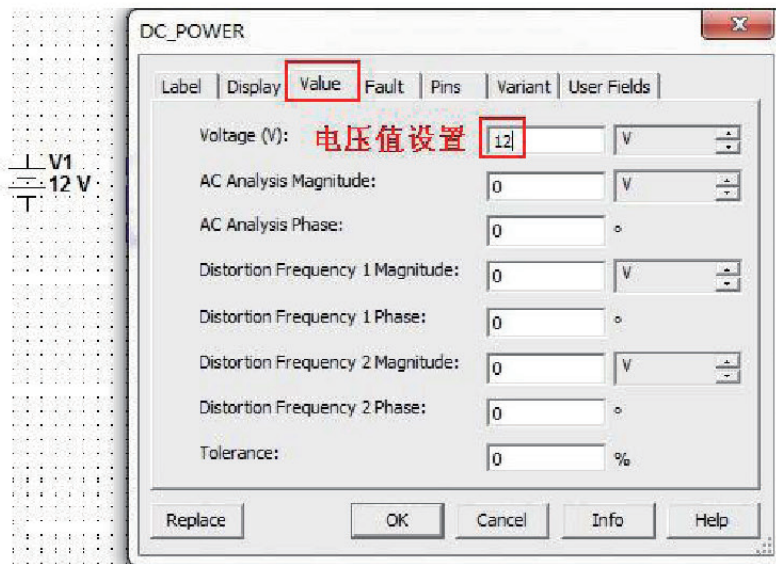 DC_POWER
Label Display Value Fault Pins Variant User Fields
Voltage (V): 电压值设置 12 V
V1
12 V
AC Analysis Magnitude: 0 V
AC Analysis Phase: 0 °
Distortion Frequency 1 Magnitude: 0 V
Distortion Frequency 1 Phase: 0 °
Distortion Frequency 2 Magnitude: 0 V
Distortion Frequency 2 Phase: 0 °
Tolerance: 0 %
Replace OK Cancel Info Help